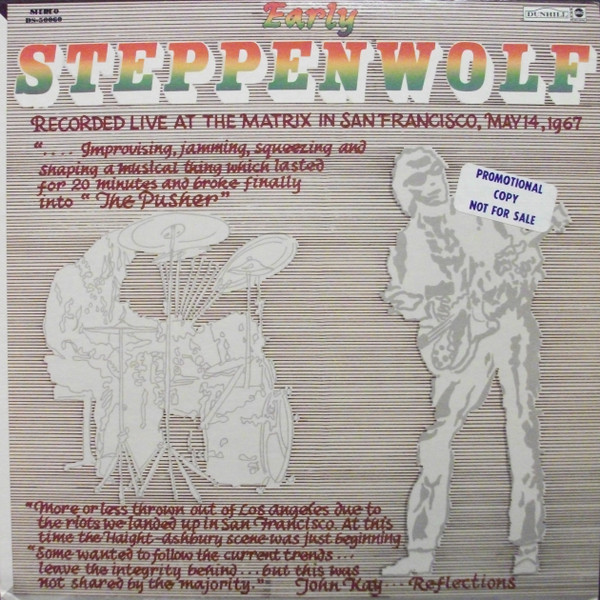 STEREO
DS-50060
Early
DUNHILL abc
STEPPENWOLF
RECORDED LIVE AT THE MATRIX IN SAN FRANCISCO, MAY 14, 1967
".... Improvising, jamming, squeezing and
shaping a musical thing which lasted
for 20 minutes and broke finally
into "The Pusher"
PROMOTIONAL
COPY
NOT FOR SALE
"More or less thrown out of Los angeles due to
the riots we landed up in San Francisco. At this
time the Haight-ashbury scene was just beginning
"Some wanted to follow the current trends...
leave the integrity behind... but this was
not shared by the majority." John Kay... Reflections